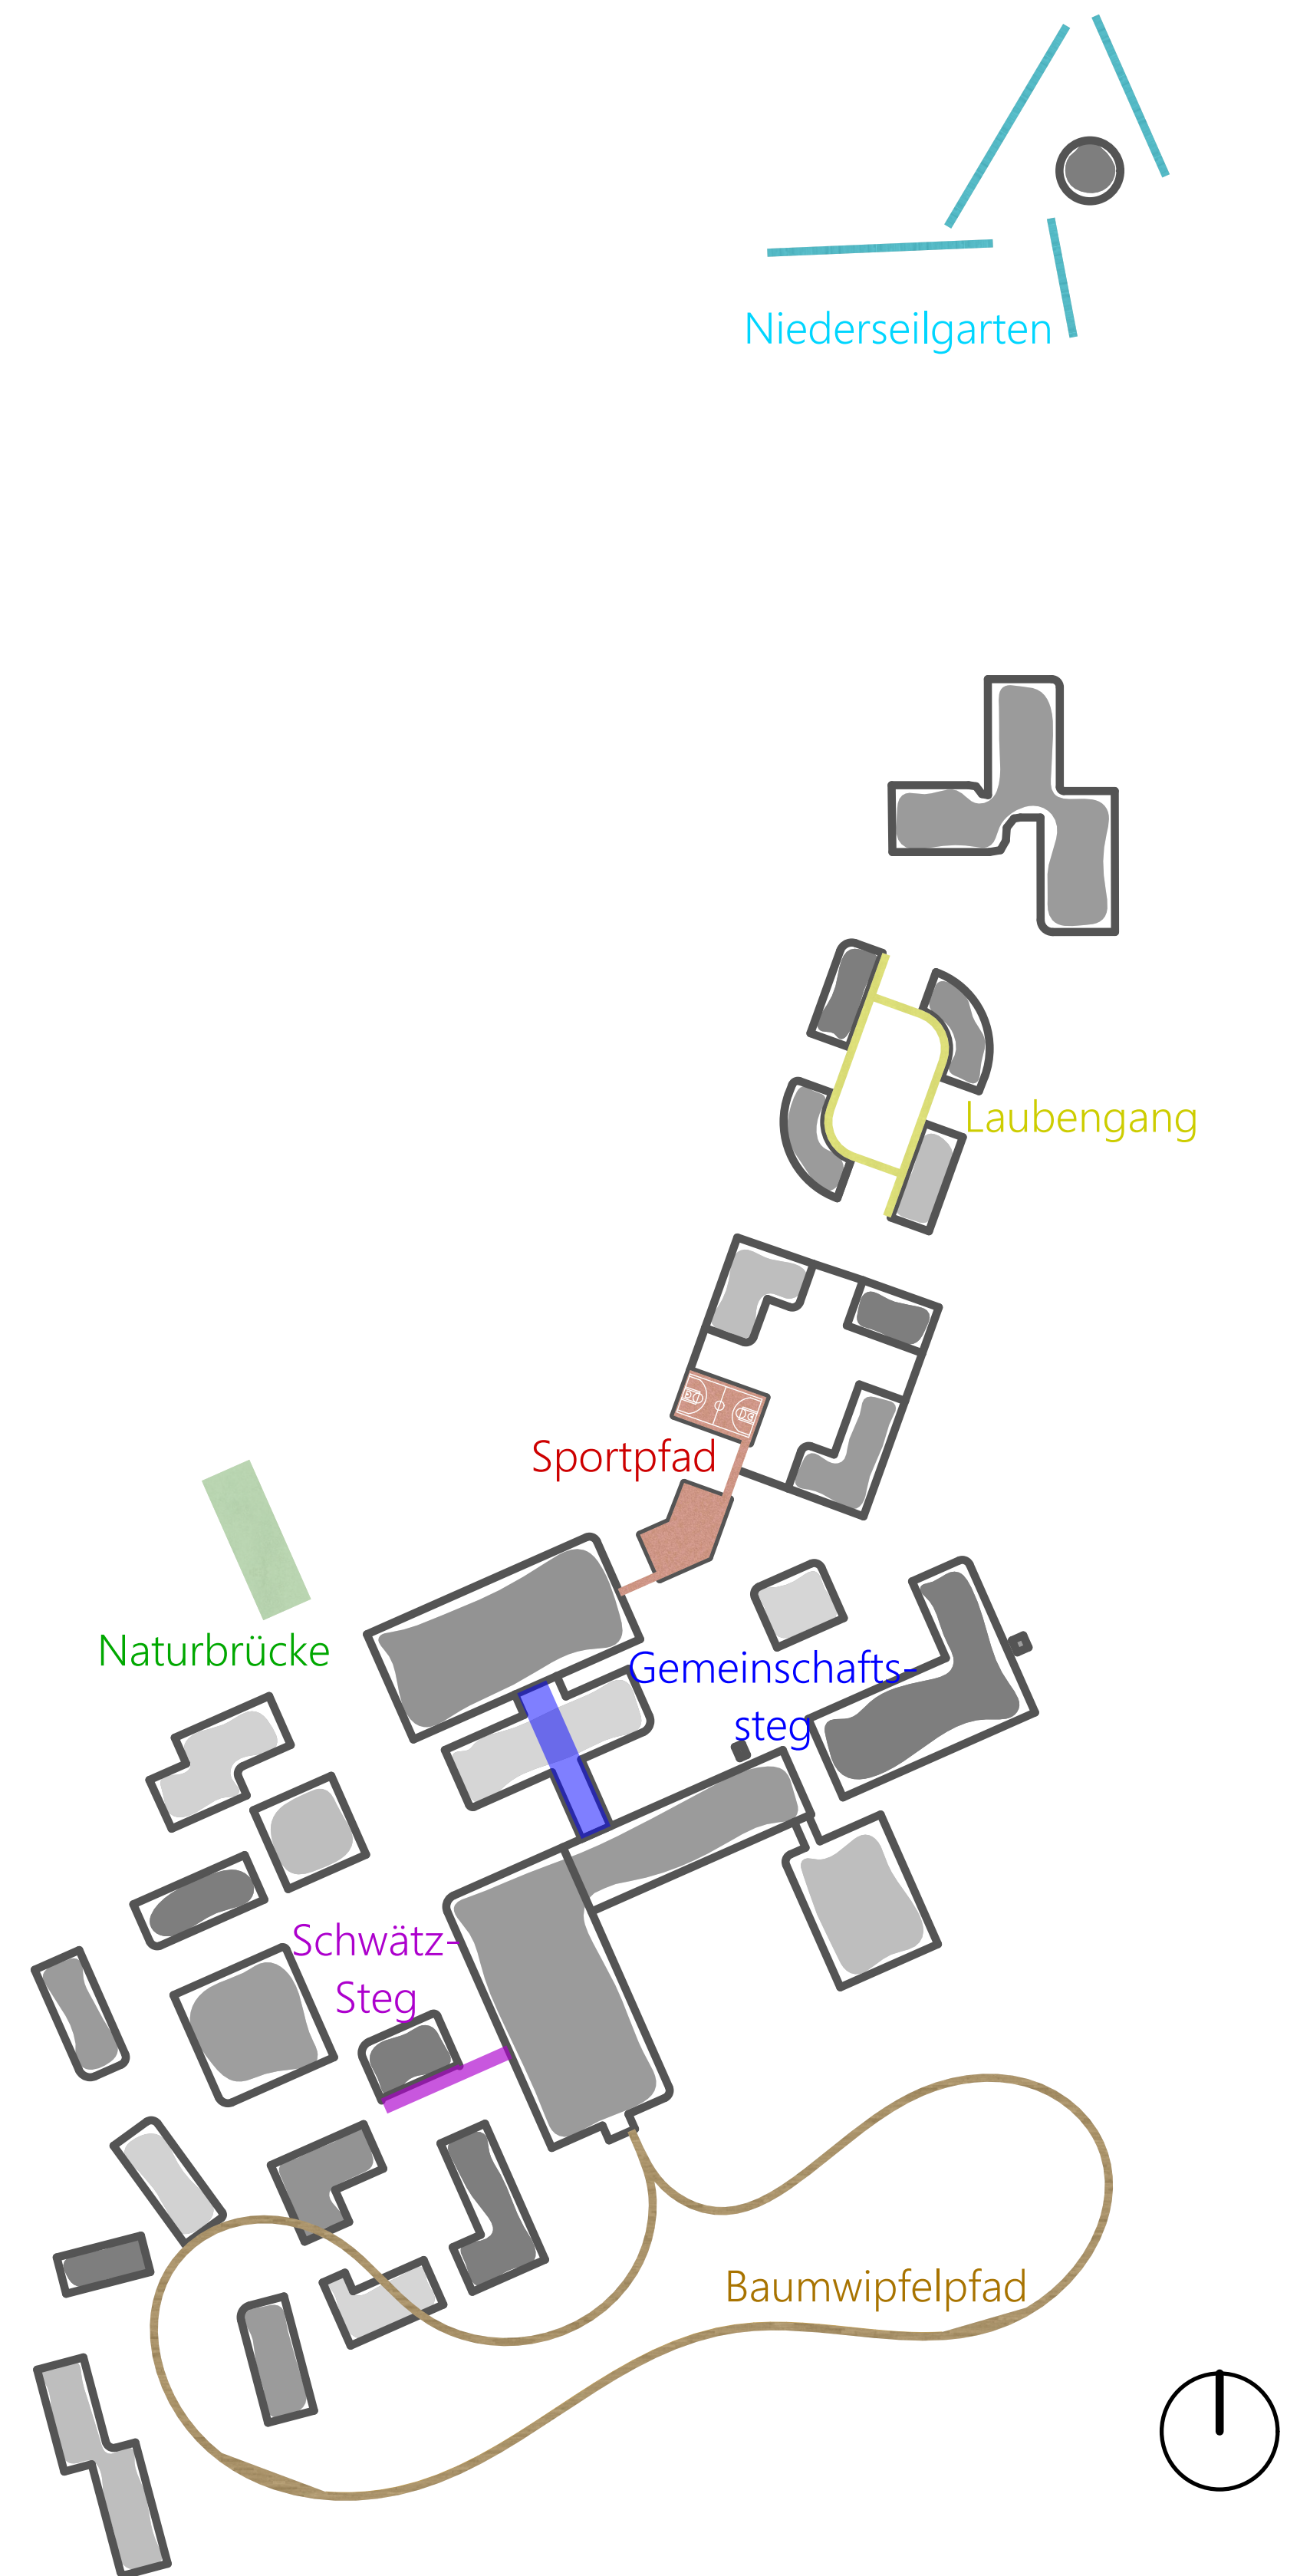 Niederseilgarten
Laubengang
Sportpfad
Naturbrücke
Gemeinschafts-
steg
Schwätz-
Steg
Baumwipfelpfad